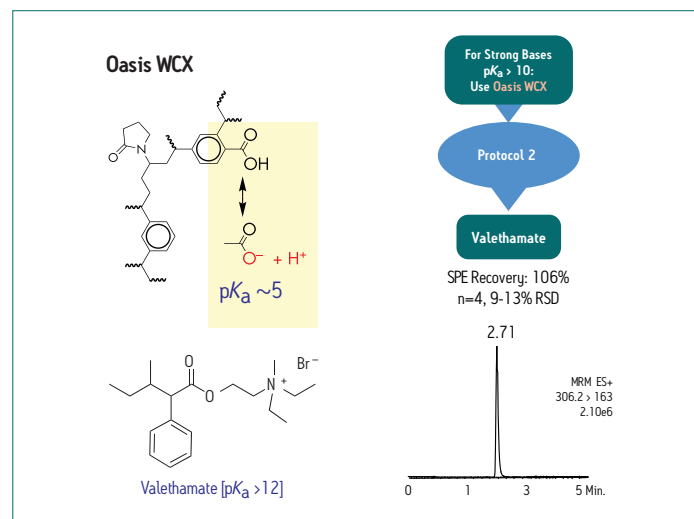 Oasis WCX
N
O
O
OH
O
O⁻ + H⁺
pKa ~5
O
O
N⁺
Br⁻
Valethamate [pKa >12]
For Strong Bases
pKa > 10:
Use Oasis WCX
Protocol 2
Valethamate
SPE Recovery: 106%
n=4, 9-13% RSD
2.71
MRM ES+
306.2 > 163
2.10e6
0 1 3 5 Min.